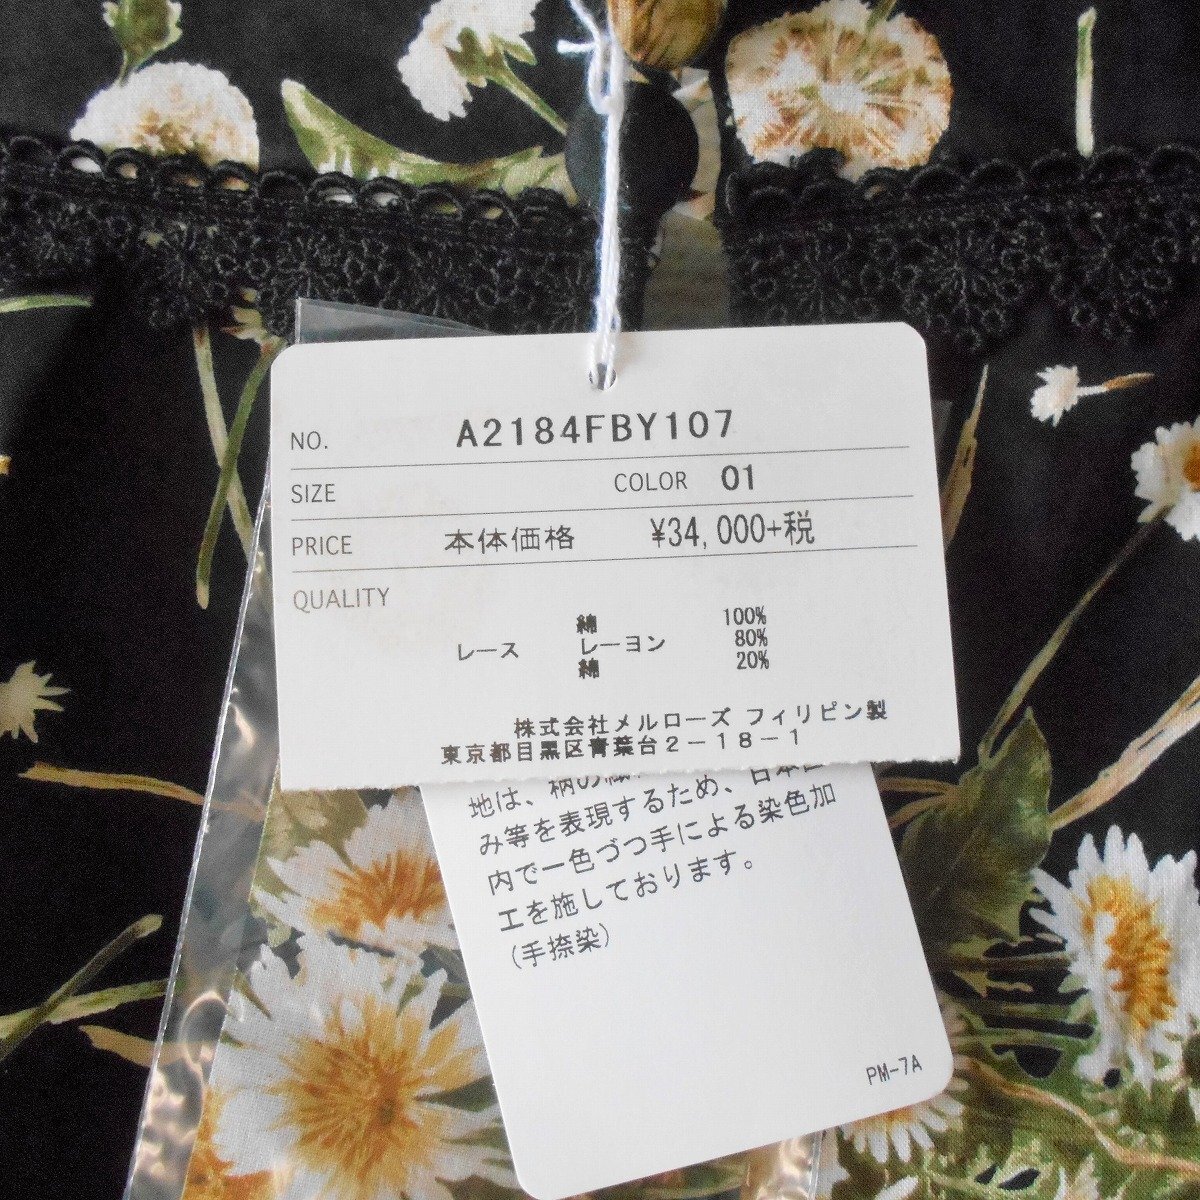 NO. A2184FBY107
SIZE COLOR 01
PRICE 本体価格 ¥34,000+税
QUALITY
綿 100%
レース レーヨン 80%
綿 20%
株式会社メルローズ フィリピン製
東京都目黒区青葉台2-18-1
地は、柄の
み等を表現するため、日本国
内で一色づつ手による染色加
工を施しております。
(手捺染)
PM-7A